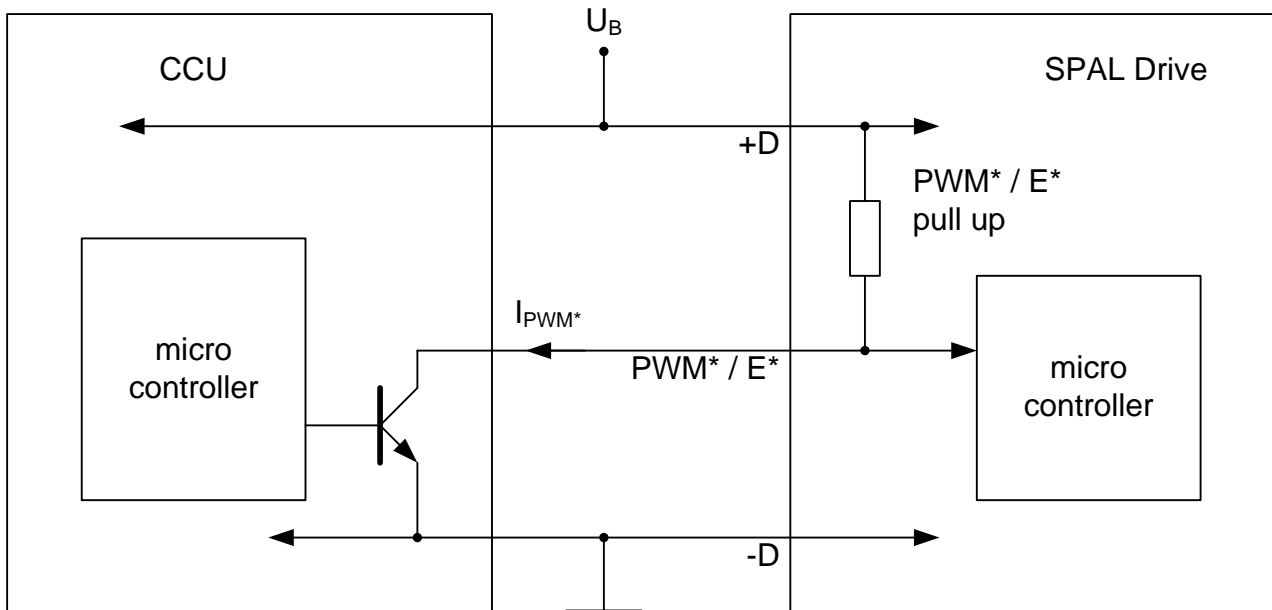 U_B
CCU
SPAL Drive
+D
PWM* / E*
pull up
I_PWM*
PWM* / E*
micro
controller
micro
controller
-D